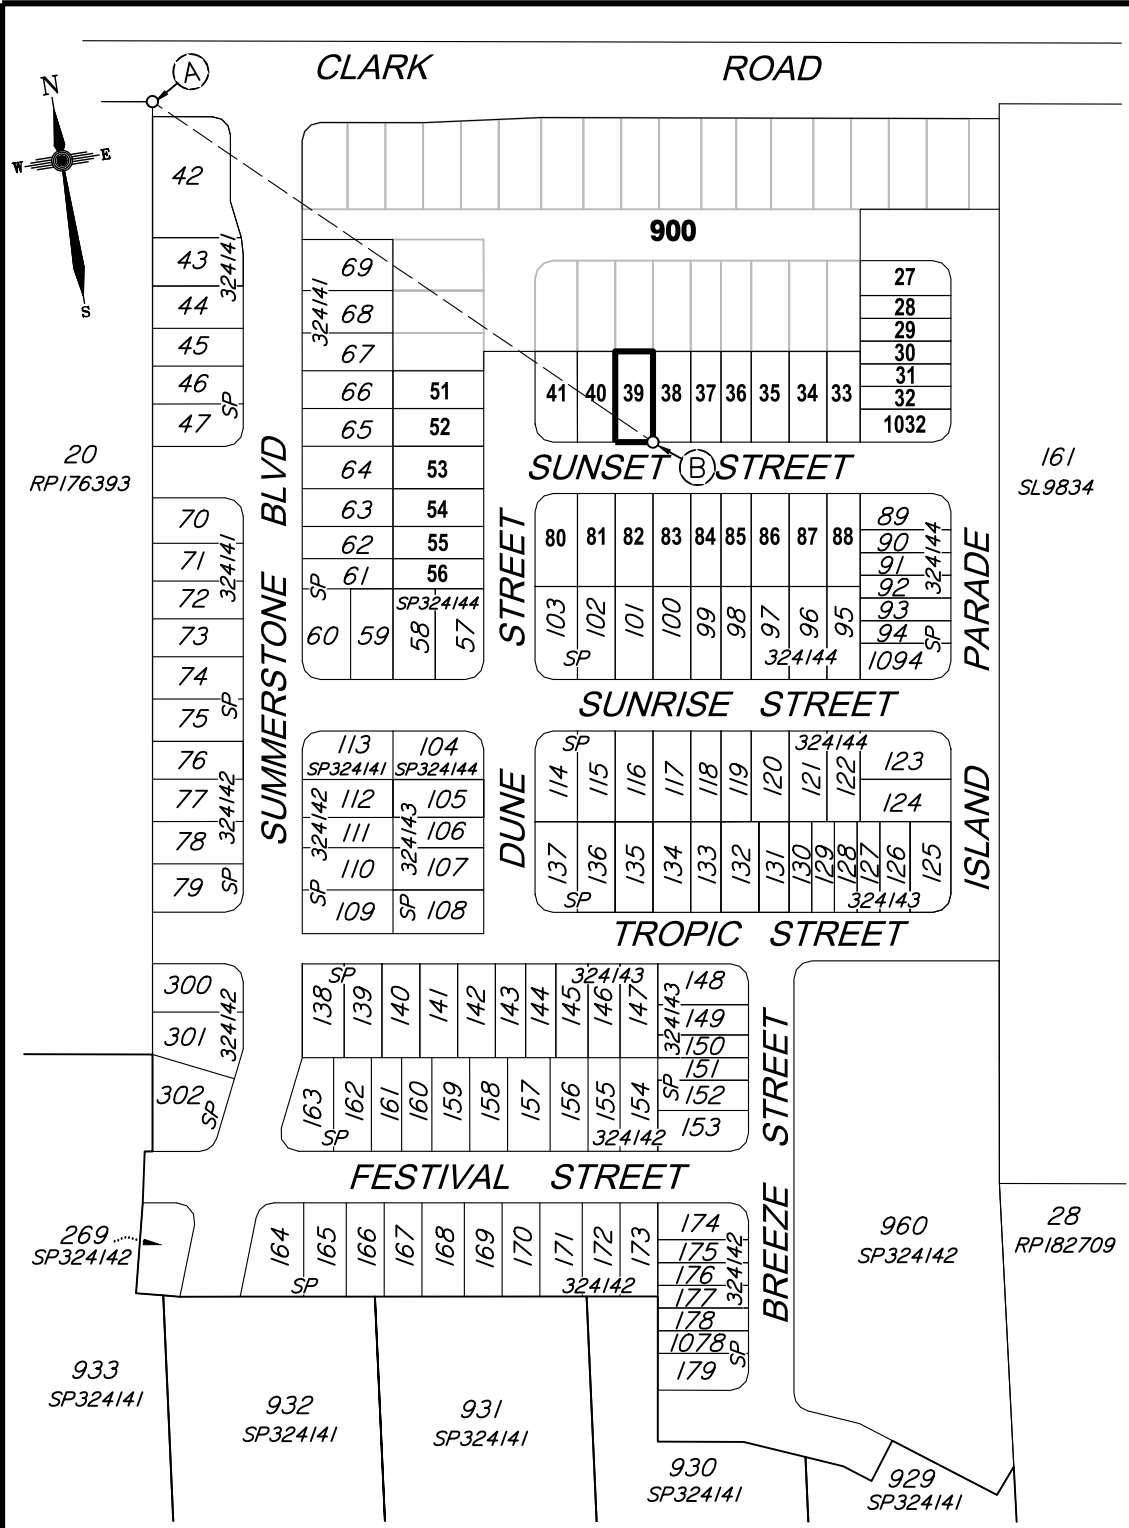 CLARK ROAD
A
N
W E
S
42
43
44
45
46
47
324141
SP
20
RP176393
69
68
67
66
65
64
63
62
61
324141
SP
60
59
58
57
SP324144
51
52
53
54
55
56
900
27
28
29
30
31
32
1032
41 40 39 38 37 36 35 34 33
SUNSET B STREET
161
SL9834
80 81 82 83 84 85 86 87 88
103 102 101 100 99 98 97 96 95
SP 324144
89
90
91
92
93
94
1094
324144
SP
70
71
72
73
74
75
76
77
78
79
324141
SP
324142
SP
SUMMERSTONE BLVD
DUNE STREET
ISLAND PARADE
SUNRISE STREET
113
SP324141
104
SP324144
112
111
110
109
324142
SP
105
106
107
108
324143
SP
SP 324144
114 115 116 117 118 119 120 121 122
123
124
137 136 135 134 133 132 131 130 129 128 127 126 125
SP 324143
TROPIC STREET
300
301
302
324142
SP
SP 324143
138 139 140 141 142 143 144 145 146 147
148
149
150
151
152
153
324143
SP
163 162 161 160 159 158 157 156 155 154
SP 324142
FESTIVAL STREET
BREEZE STREET
269
SP324142
164 165 166 167 168 169 170 171 172 173
SP 324142
174
175
176
177
178
1078
179
324142
SP
960
SP324142
28
RP182709
933
SP324141
932
SP324141
931
SP324141
930
SP324141
929
SP324141